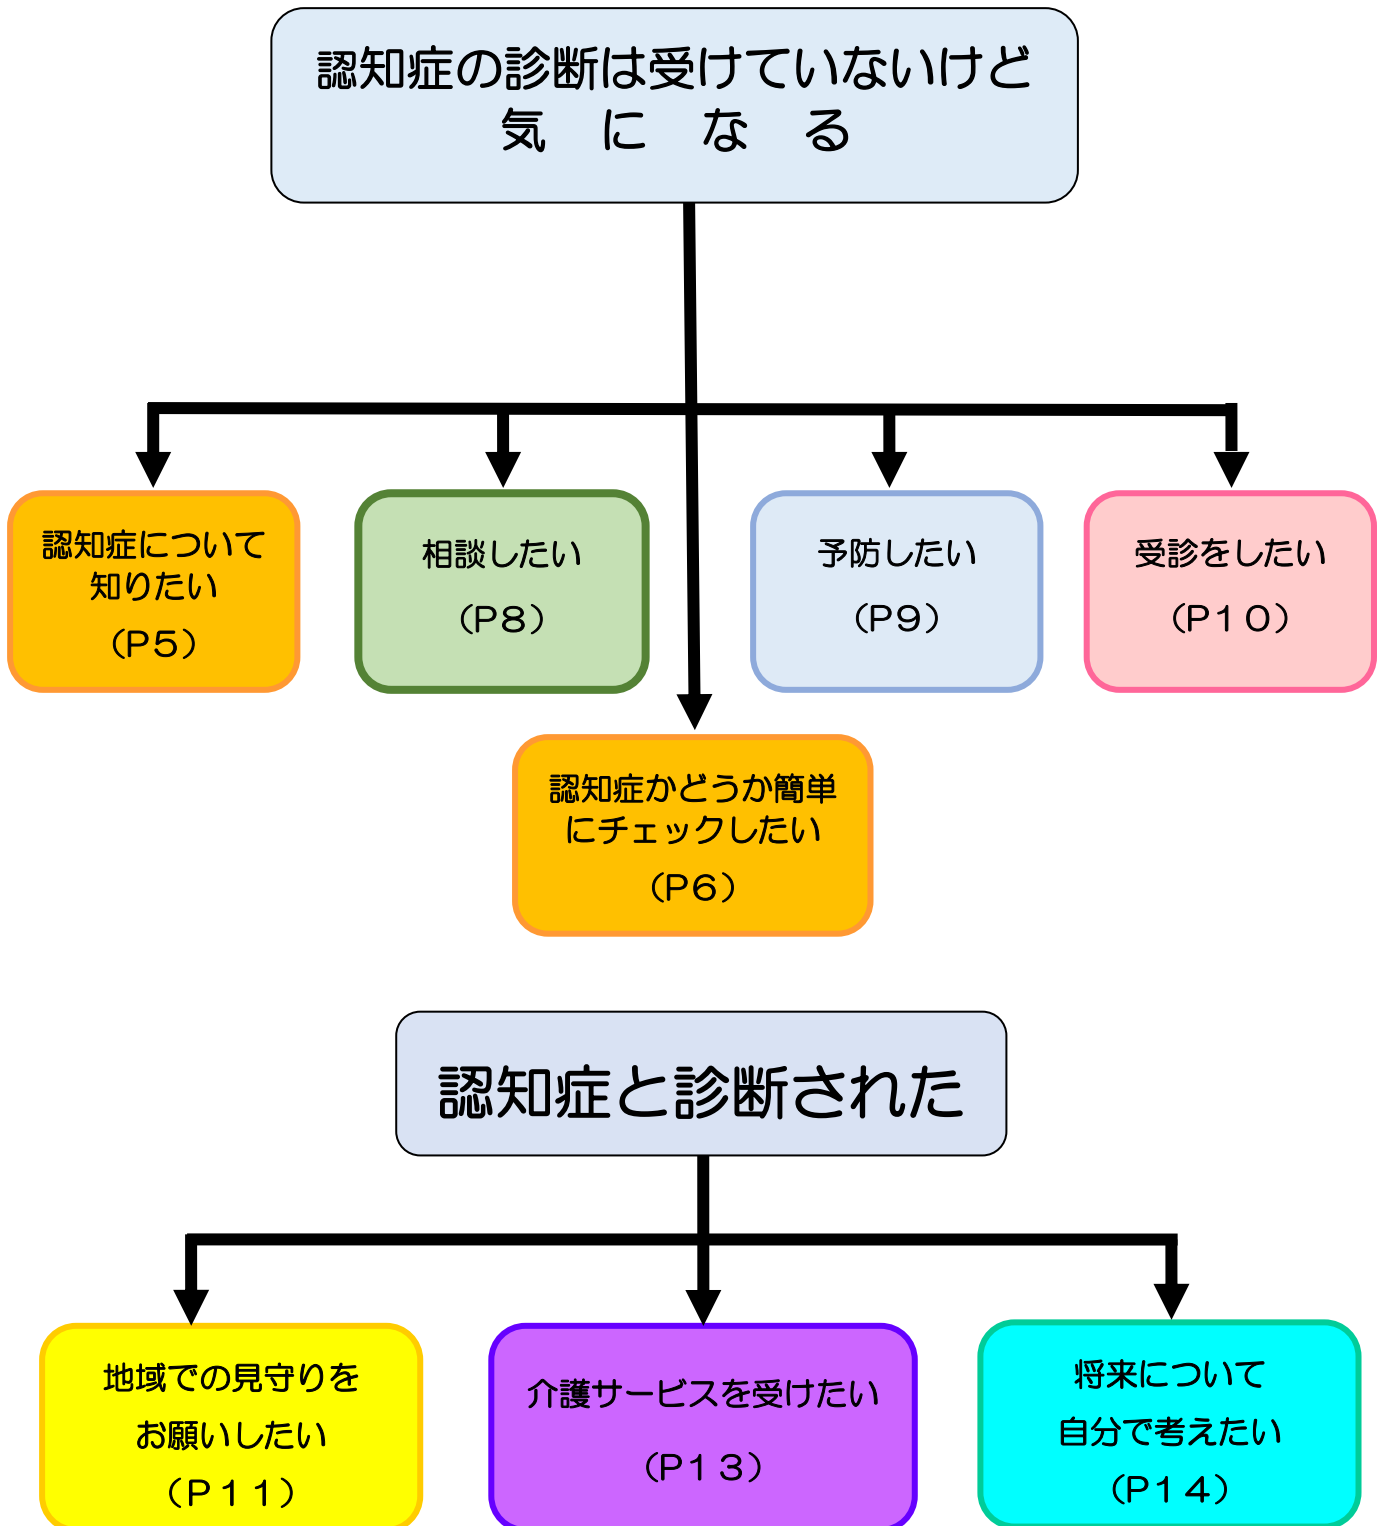 認知症の診断は受けていないけど
気　に　な　る
認知症について
知りたい
（P５）
相談したい
（P８）
予防したい
（P９）
受診をしたい
（P１０）
認知症かどうか簡単
にチェックしたい
（P６）
認知症と診断された
地域での見守りを
お願いしたい
（P１１）
介護サービスを受けたい
（P１３）
将来について
自分で考えたい
（P１４）